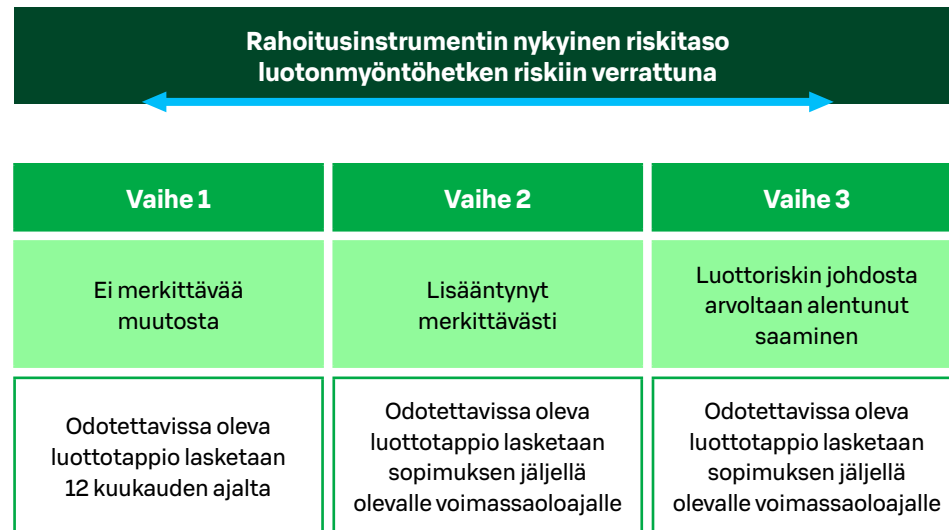 Rahoitusinstrumentin nykyinen riskitaso
luotonmyöntöhetken riskiin verrattuna
Vaihe 1
Vaihe 2
Vaihe 3
Ei merkittävää
muutosta
Lisääntynyt
merkittävästi
Luottoriskin johdosta
arvoltaan alentunut
saaminen
Odotettavissa oleva
luottotappio lasketaan
12 kuukauden ajalta
Odotettavissa oleva
luottotappio lasketaan
sopimuksen jäljellä
olevalle voimassaoloajalle
Odotettavissa oleva
luottotappio lasketaan
sopimuksen jäljellä
olevalle voimassaoloajalle